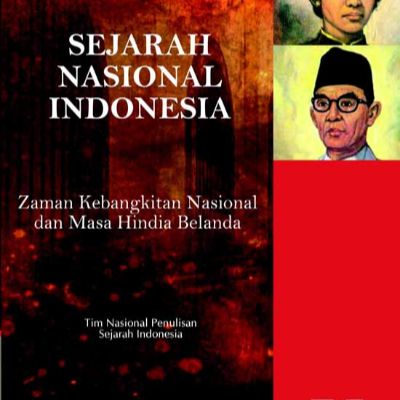 SEJARAH
NASIONAL
INDONESIA
Zaman Kebangkitan Nasional
dan Masa Hindia Belanda
Tim Nasional Penulisan
Sejarah Indonesia